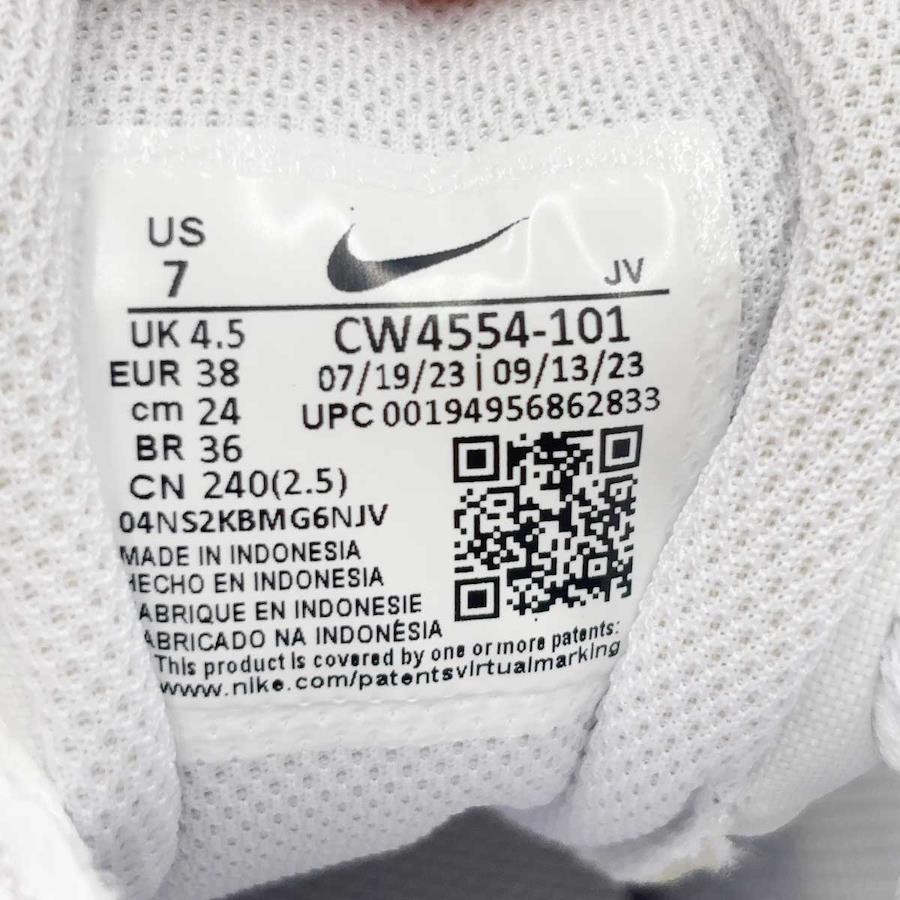 US
7
JV
UK 4.5
EUR 38
cm 24
BR 36
CN 240(2.5)
CW4554-101
07/19/23 | 09/13/23
UPC 00194956862833
04NS2KBMG6NJV
MADE IN INDONESIA
HECHO EN INDONESIA
FABRIQUE EN INDONESIE
FABRICADO NA INDONÉSIA
This product is covered by one or more patents:
www.nike.com/patentsvirtualmarking